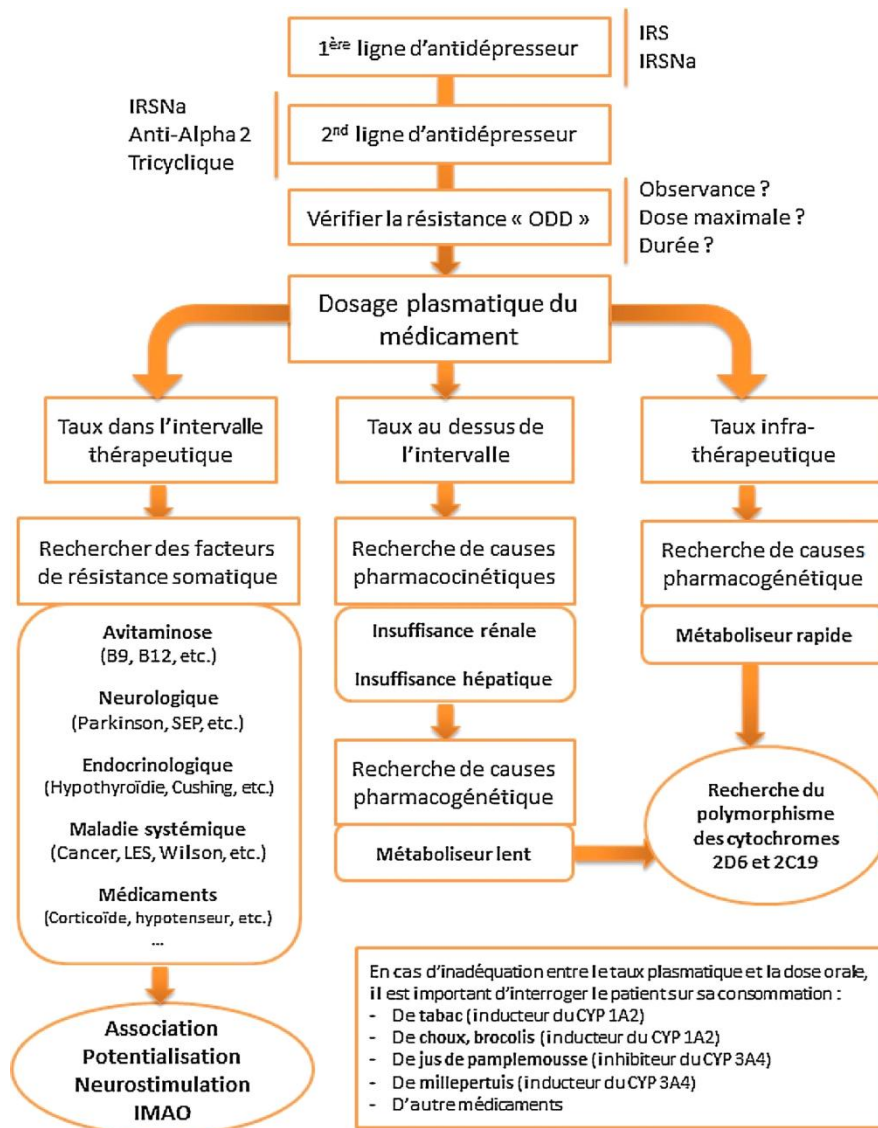 1ère ligne d'antidépresseur
IRS
IRSNa
IRSNa
Anti-Alpha 2
Tricyclique
2nd ligne d'antidépresseur
Vérifier la résistance « ODD »
Observance ?
Dose maximale ?
Durée ?
Dosage plasmatique du
médicament
Taux dans l'intervalle
thérapeutique
Rechercher des facteurs
de résistance somatique
Avitaminose
(B9, B12, etc.)
Neurologique
(Parkinson, SEP, etc.)
Endocrinologique
(Hypothyroïdie, Cushing, etc.)
Maladie systémique
(Cancer, LES, Wilson, etc.)
Médicaments
(Corticoïde, hypotenseur, etc.)
...
Association
Potentialisation
Neurostimulation
IMAO
Taux au dessus de
l'intervalle
Recherche de causes
pharmacocinétiques
Insuffisance rénale
Insuffisance hépatique
Recherche de causes
pharmacogénétique
Métaboliseur lent
Taux infra-
thérapeutique
Recherche de causes
pharmacogénétique
Métaboliseur rapide
Recherche du
polymorphisme
des cytochromes
2D6 et 2C19
En cas d'inadéquation entre le taux plasmatique et la dose orale,
il est important d'interroger le patient sur sa consommation :
- De tabac (inducteur du CYP 1A2)
- De choux, brocolis (inducteur du CYP 1A2)
- De jus de pamplemousse (inhibiteur du CYP 3A4)
- De millepertuis (inducteur du CYP 3A4)
- D'autre médicaments